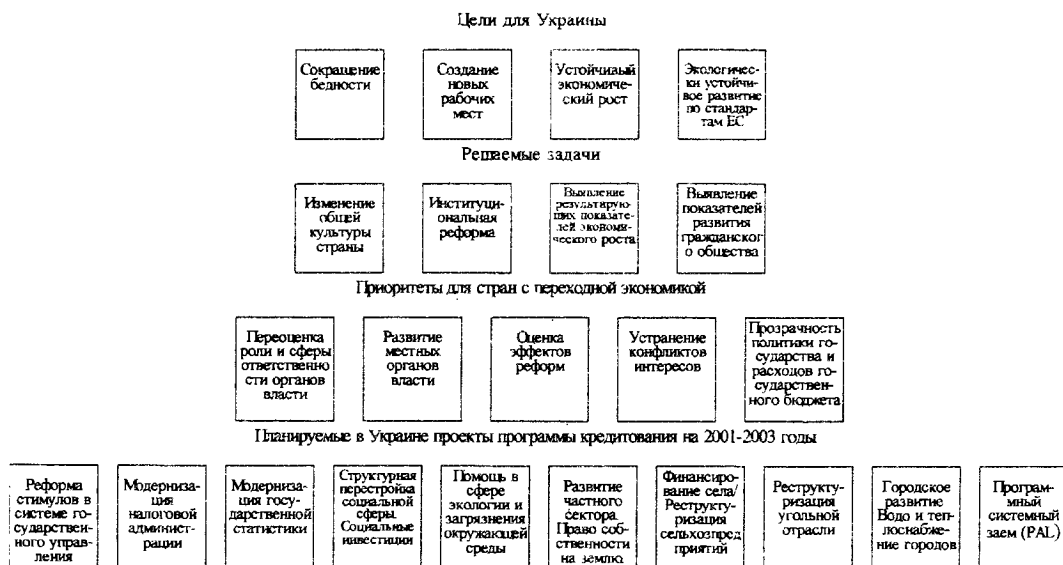 Цели для Украины
Сокращение
бедности
Создание
новых
рабочих
мест
Устойчивый
экономиче-
ский рост
Экологичес-
ки устойчи-
вое развитие
по стандар-
там ЕС
Решаемые задачи
Изменение
общей
культуры
страны
Институци-
ональная
реформа
Выявление
результирую-
щих показате-
лей экономи-
ческого роста
Выявление
показателей
развития
гражданског
о общества
Приоритеты для стран с переходной экономикой
Переоценка
роли и сферы
ответственно
сти органов
власти
Развитие
местных
органов
власти
Оценка
эффектов
реформ
Устранение
конфликтов
интересов
Прозрачность
политики го-
сударства и
расходов го-
сударствен-
ного бюджета
Планируемые в Украине проекты программы кредитования на 2001-2003 годы
Реформа
стимулов в
системе го-
сударствен-
ного управ-
ления
Модерниза-
ция
налоговой
админист-
рации
Модерниза-
ция госу-
дарственной
статистики
Структурная
перестройка
социальной
сферы.
Социальные
инвестиции
Помощь в
сфере
экологии и
загрязнения
окружающей
среды
Развитие
частного
сектора.
Право соб-
ственности
на землю
Финансиро-
вание села/
Реструкту-
ризация
сельхозпред
приятий
Реструкту-
ризация
угольной
отрасли
Городское
развитие
Водо и теп-
лоснабже-
ние городов
Програм-
мный
системный
заем (PAL)